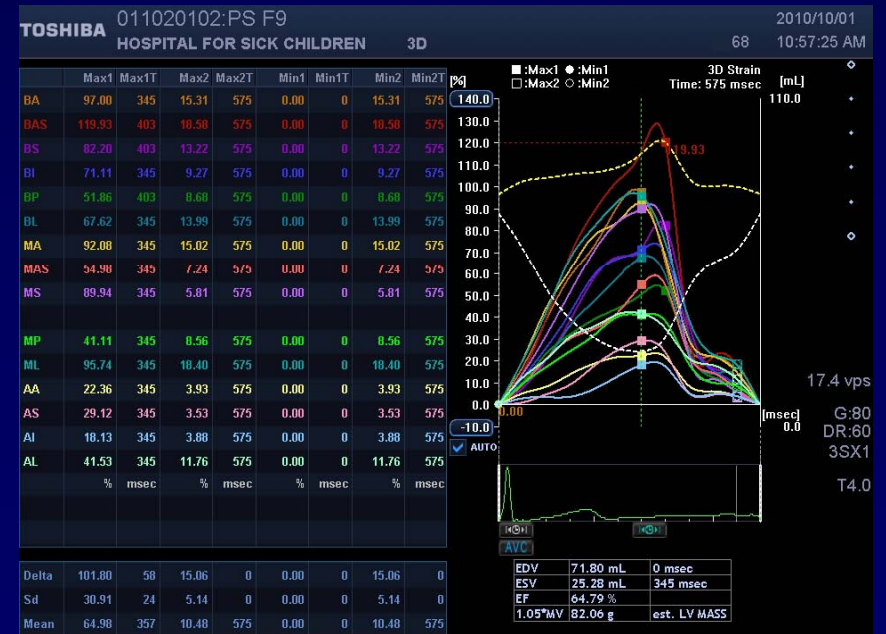 TOSHIBA 011020102:PS F9 2010/10/01
HOSPITAL FOR SICK CHILDREN 3D 68 10:57:25 AM
Max1 Max1T Max2 Max2T Min1 Min1T Min2 Min2T
BA 97.00 345 15.31 575 0.00 0 15.31 575
BAS 119.93 403 18.58 575 0.00 0 18.58 575
BS 82.20 403 13.22 575 0.00 0 13.22 575
BI 71.11 345 9.27 575 0.00 0 9.27 575
BP 51.86 403 8.68 575 0.00 0 8.68 575
BL 67.62 345 13.99 575 0.00 0 13.99 575
MA 92.08 345 15.02 575 0.00 0 15.02 575
MAS 54.98 345 7.24 575 0.00 0 7.24 575
MS 89.94 345 5.81 575 0.00 0 5.81 575
MP 41.11 345 8.56 575 0.00 0 8.56 575
ML 95.74 345 18.40 575 0.00 0 18.40 575
AA 22.36 345 3.93 575 0.00 0 3.93 575
AS 29.12 345 3.53 575 0.00 0 3.53 575
AI 18.13 345 3.88 575 0.00 0 3.88 575
AL 41.53 345 11.76 575 0.00 0 11.76 575
% msec % msec % msec % msec
Delta 101.80 58 15.06 0 0.00 0 15.06 0
Sd 30.91 24 5.14 0 0.00 0 5.14 0
Mean 64.98 357 10.48 575 0.00 0 10.48 575
:Max1 :Min1 3D Strain
[%] :Max2 :Min2 Time: 575 msec [mL]
140.0 110.0
130.0
120.0
19.93
110.0
100.0
90.0
80.0
70.0
60.0
50.0
40.0
30.0
20.0
10.0
0.0 0.00 [msec]
-10.0 0.0
AUTO
AVC
EDV 71.80 mL 0 msec
ESV 25.28 mL 345 msec
EF 64.79 %
1.05*MV 82.06 g est. LV MASS
17.4 vps
G:80
DR:60
3SX1
T4.0